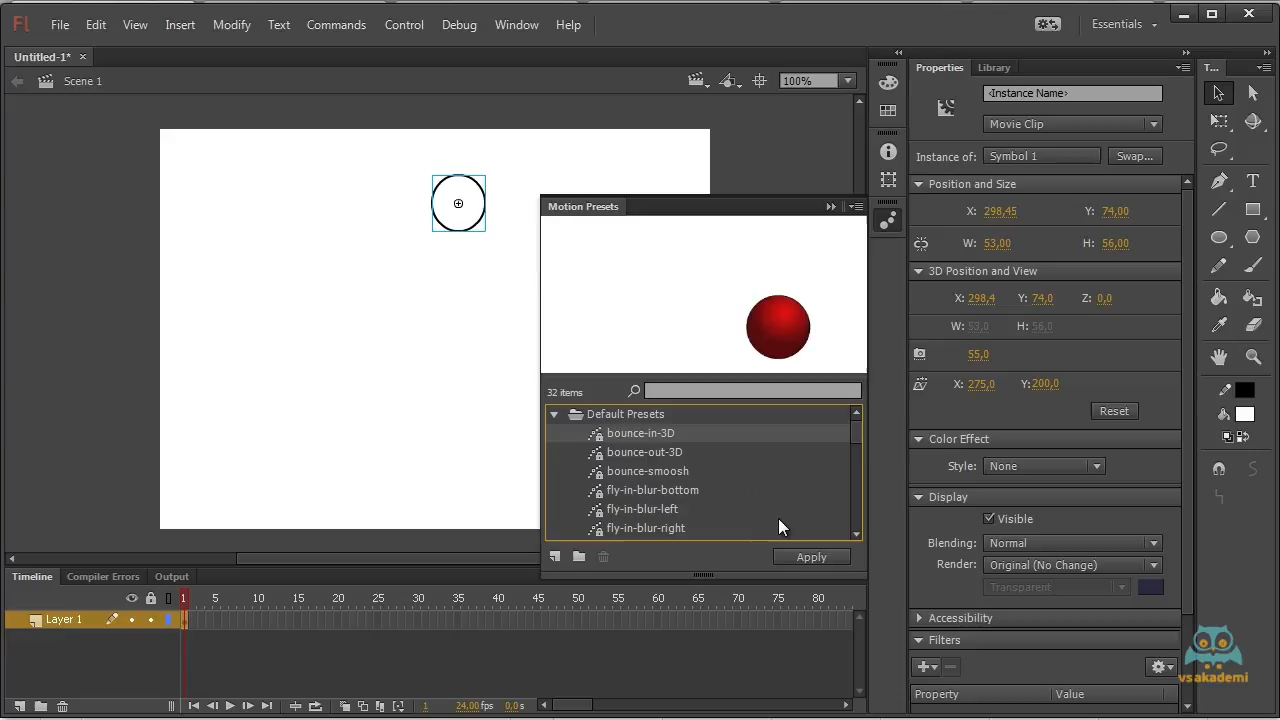 Fl File Edit View Insert Modify Text Commands Control Debug Window Help Essentials
Untitled-1*
Scene 1
100%
Motion Presets
32 items
Default Presets
bounce-in-3D
bounce-out-3D
bounce-smoosh
fly-in-blur-bottom
fly-in-blur-left
fly-in-blur-right
Apply
Timeline Compiler Errors Output
1 5 10 15 20 25 30 35 40 45 50 55 60 65 70 75 80
Layer 1
1 24,00 fps 0,0 s
Properties Library
<Instance Name>
Movie Clip
Instance of: Symbol 1 Swap...
Position and Size
X: 298,45 Y: 74,00
W: 53,00 H: 56,00
3D Position and View
X: 298,4 Y: 74,0 Z: 0,0
W: 53,0 H: 56,0
55,0
X: 275,0 Y: 200,0
Reset
Color Effect
Style: None
Display
Visible
Blending: Normal
Render: Original (No Change)
Transparent
Accessibility
Filters
Property Value
T...
T
vsakademi